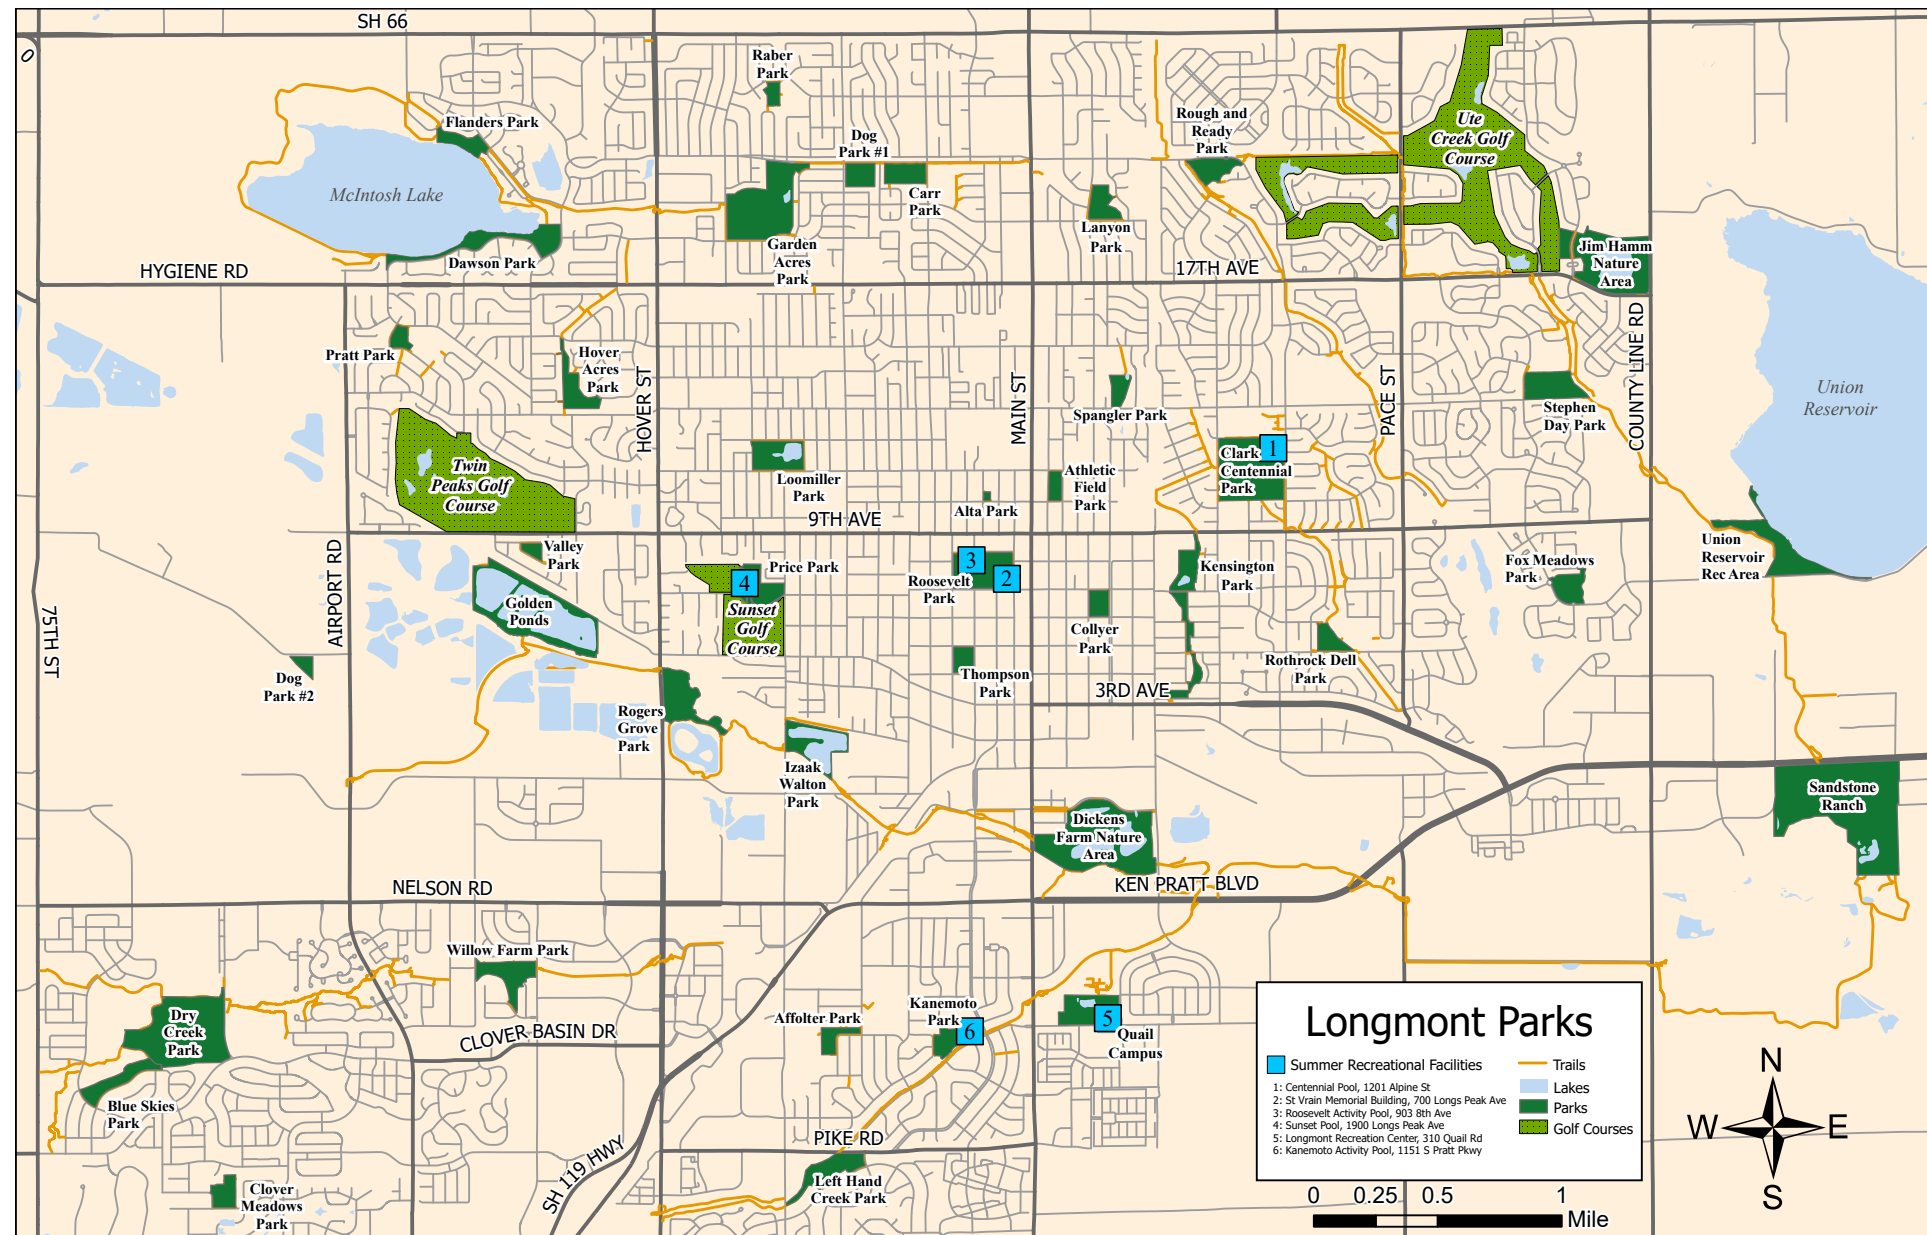 SH 66
Raber
Park
Flanders Park
Dog
Park #1
Rough and
Ready
Park
Ute
Creek Golf
Course
McIntosh Lake
Carr
Park
Lanyon
Park
Garden
Acres
Park
Dawson Park
Jim Hamm
Nature
Area
HYGIENE RD
17TH AVE
Pratt Park
Hover
Acres
Park
HOVER ST
MAIN ST
PACE ST
COUNTY LINE RD
Union
Reservoir
Spangler Park
Stephen
Day Park
Twin
Peaks Golf
Course
Loomiller
Park
Athletic
Field
Park
Clark
Centennial
Park
1
Alta Park
9TH AVE
AIRPORT RD
75TH ST
Valley
Park
Price Park
3
2
4
Roosevelt
Park
Kensington
Park
Fox Meadows
Park
Union
Reservoir
Rec Area
Golden
Ponds
Sunset
Golf
Course
Collyer
Park
Rothrock Dell
Park
Dog
Park #2
Thompson
Park
3RD AVE
Rogers
Grove
Park
Izaak
Walton
Park
Sandstone
Ranch
Dickens
Farm Nature
Area
NELSON RD
KEN PRATT BLVD
Willow Farm Park
Dry
Creek
Park
CLOVER BASIN DR
Affolter Park
Kanemoto
Park
6
5
Quail
Campus
Blue Skies
Park
PIKE RD
SH 119 HWY
Left Hand
Creek Park
Clover
Meadows
Park
Longmont Parks
Summer Recreational Facilities
1: Centennial Pool, 1201 Alpine St
2: St Vrain Memorial Building, 700 Longs Peak Ave
3: Roosevelt Activity Pool, 903 8th Ave
4: Sunset Pool, 1900 Longs Peak Ave
5: Longmont Recreation Center, 310 Quail Rd
6: Kanemoto Activity Pool, 1151 S Pratt Pkwy
Trails
Lakes
Parks
Golf Courses
N
W E
S
0 0.25 0.5 1
Mile